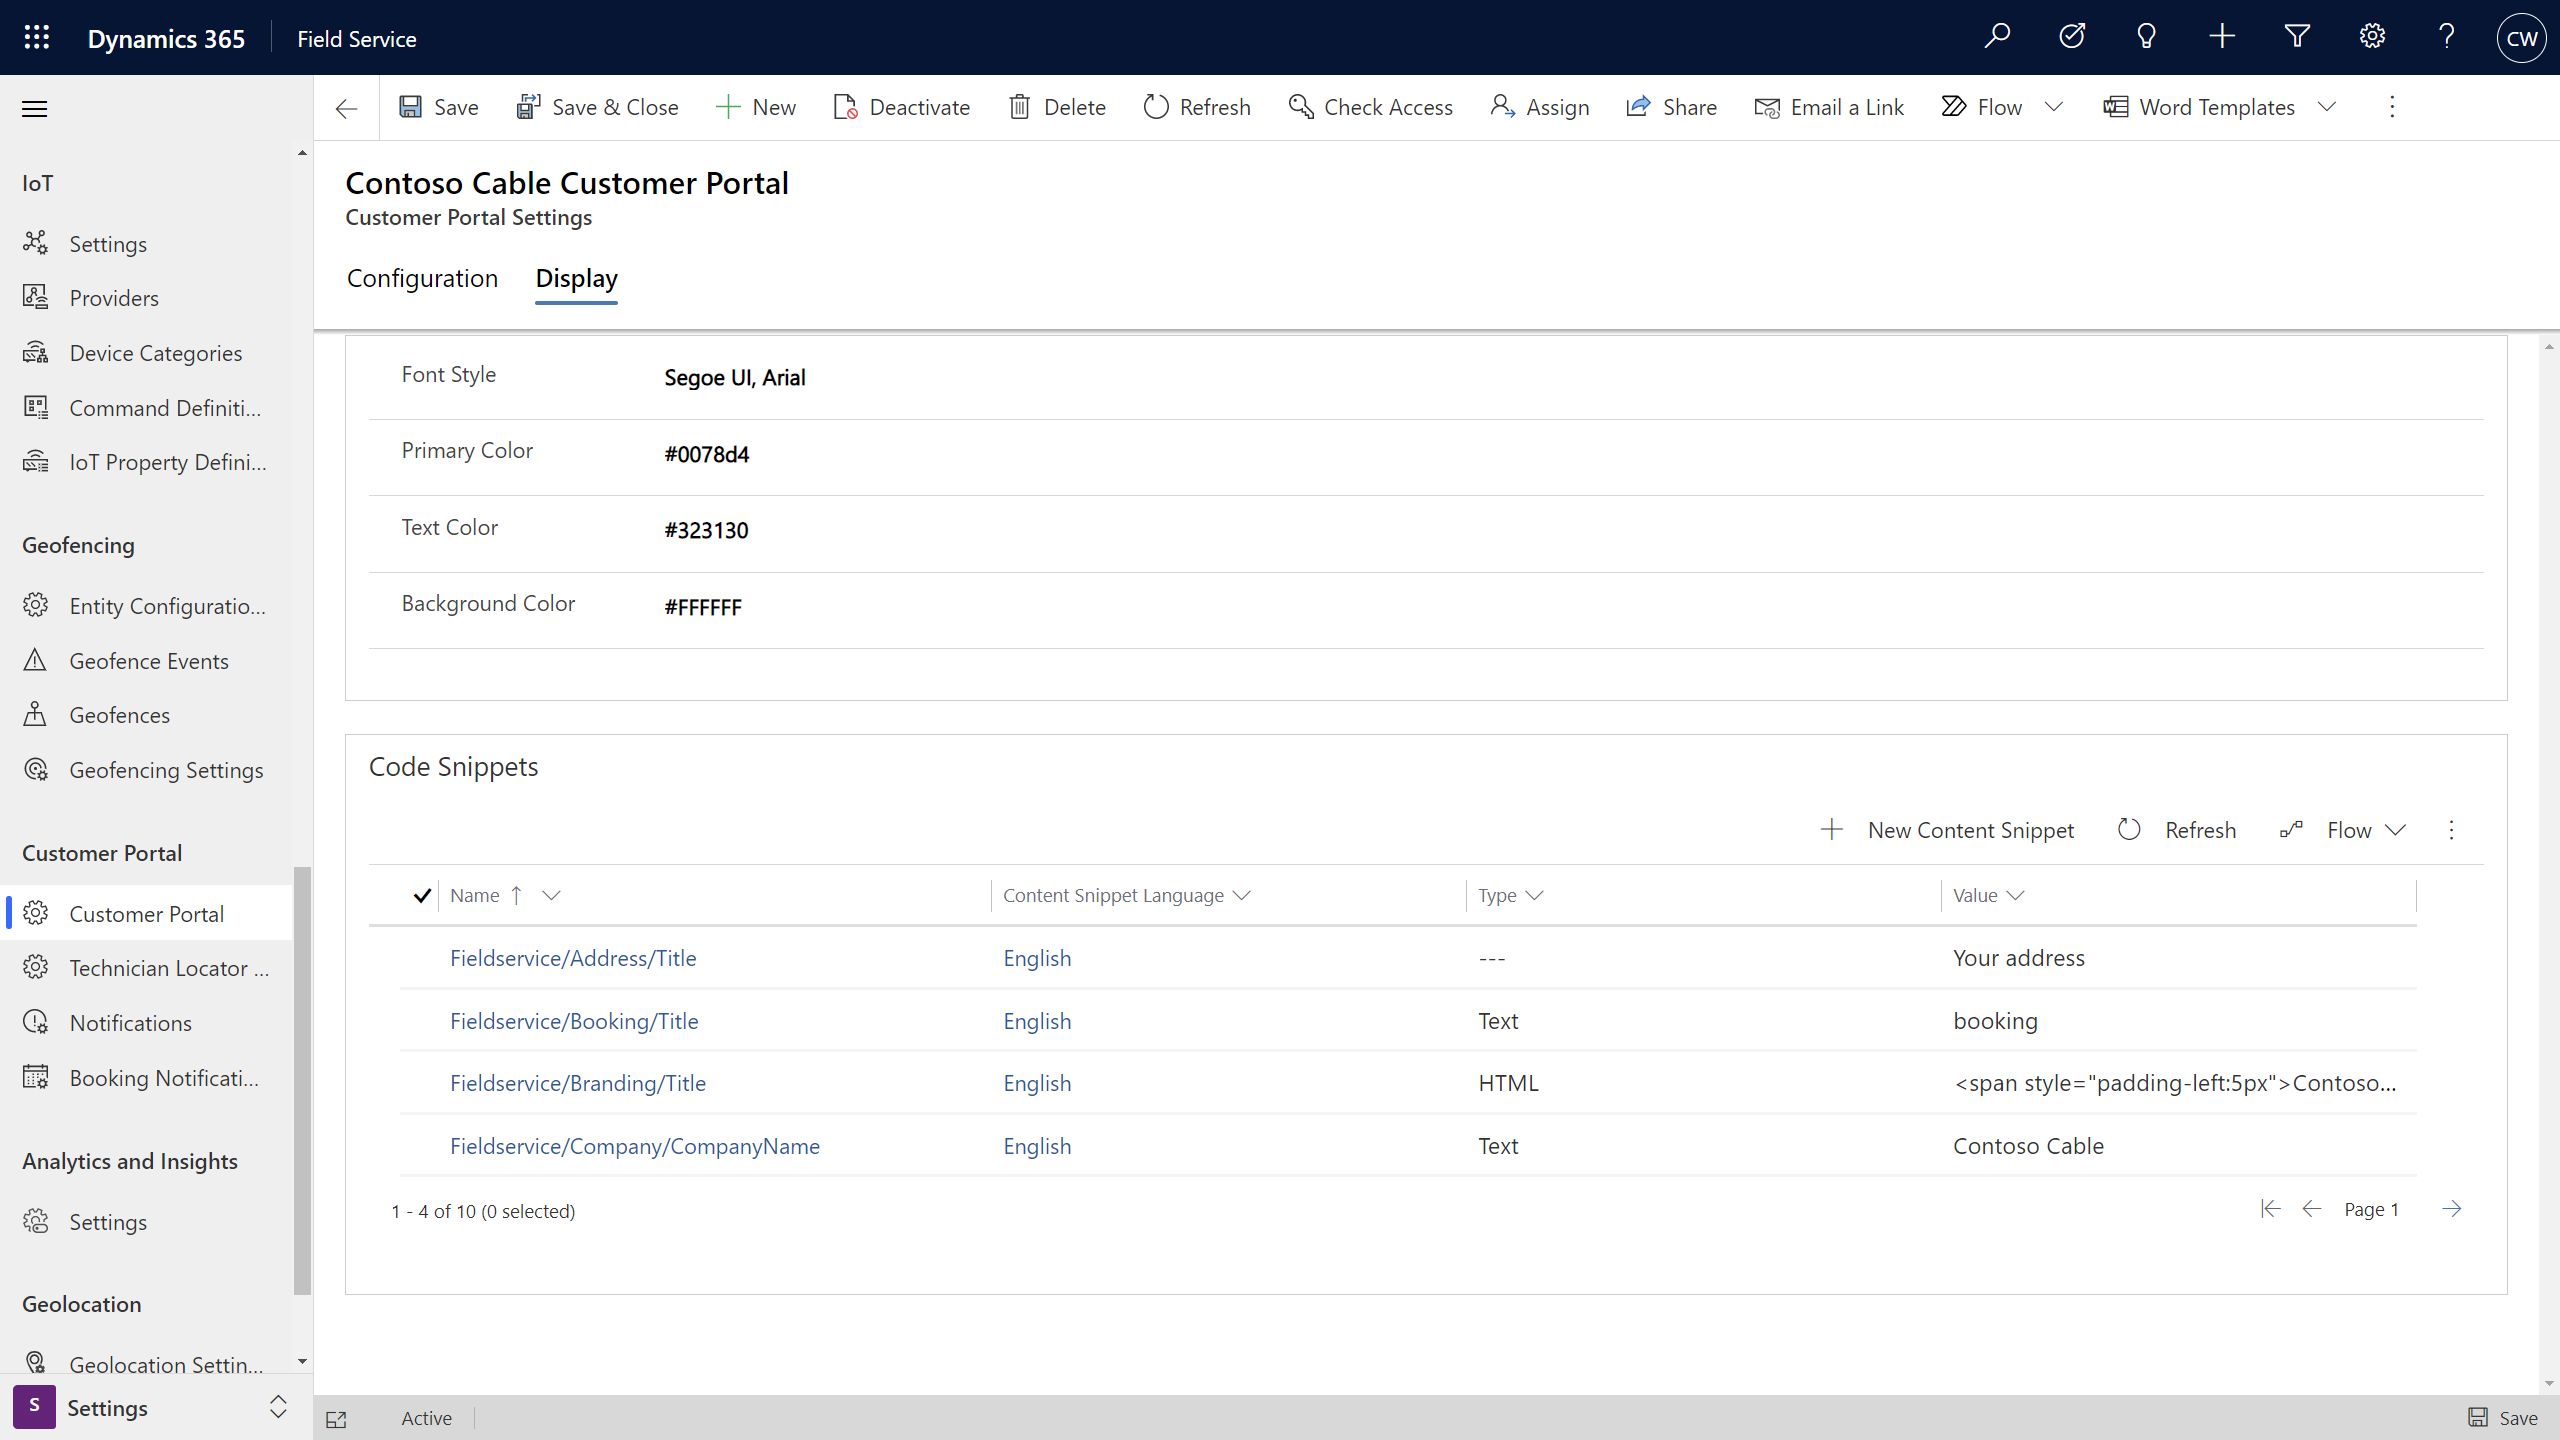 Dynamics 365 Field Service CW
Save Save & Close New Deactivate Delete Refresh Check Access Assign Share Email a Link Flow Word Templates
Contoso Cable Customer Portal
Customer Portal Settings
Configuration Display
IoT
Settings
Providers
Device Categories
Command Definiti...
IoT Property Defini...
Geofencing
Entity Configuratio...
Geofence Events
Geofences
Geofencing Settings
Customer Portal
Customer Portal
Technician Locator ...
Notifications
Booking Notificati...
Analytics and Insights
Settings
Geolocation
Geolocation Settin...
S Settings
Font Style Segoe UI, Arial
Primary Color #0078d4
Text Color #323130
Background Color #FFFFFF
Code Snippets
New Content Snippet Refresh Flow
Name Content Snippet Language Type Value
Fieldservice/Address/Title English --- Your address
Fieldservice/Booking/Title English Text booking
Fieldservice/Branding/Title English HTML <span style="padding-left:5px">Contoso...
Fieldservice/Company/CompanyName English Text Contoso Cable
1 - 4 of 10 (0 selected) Page 1
Active Save